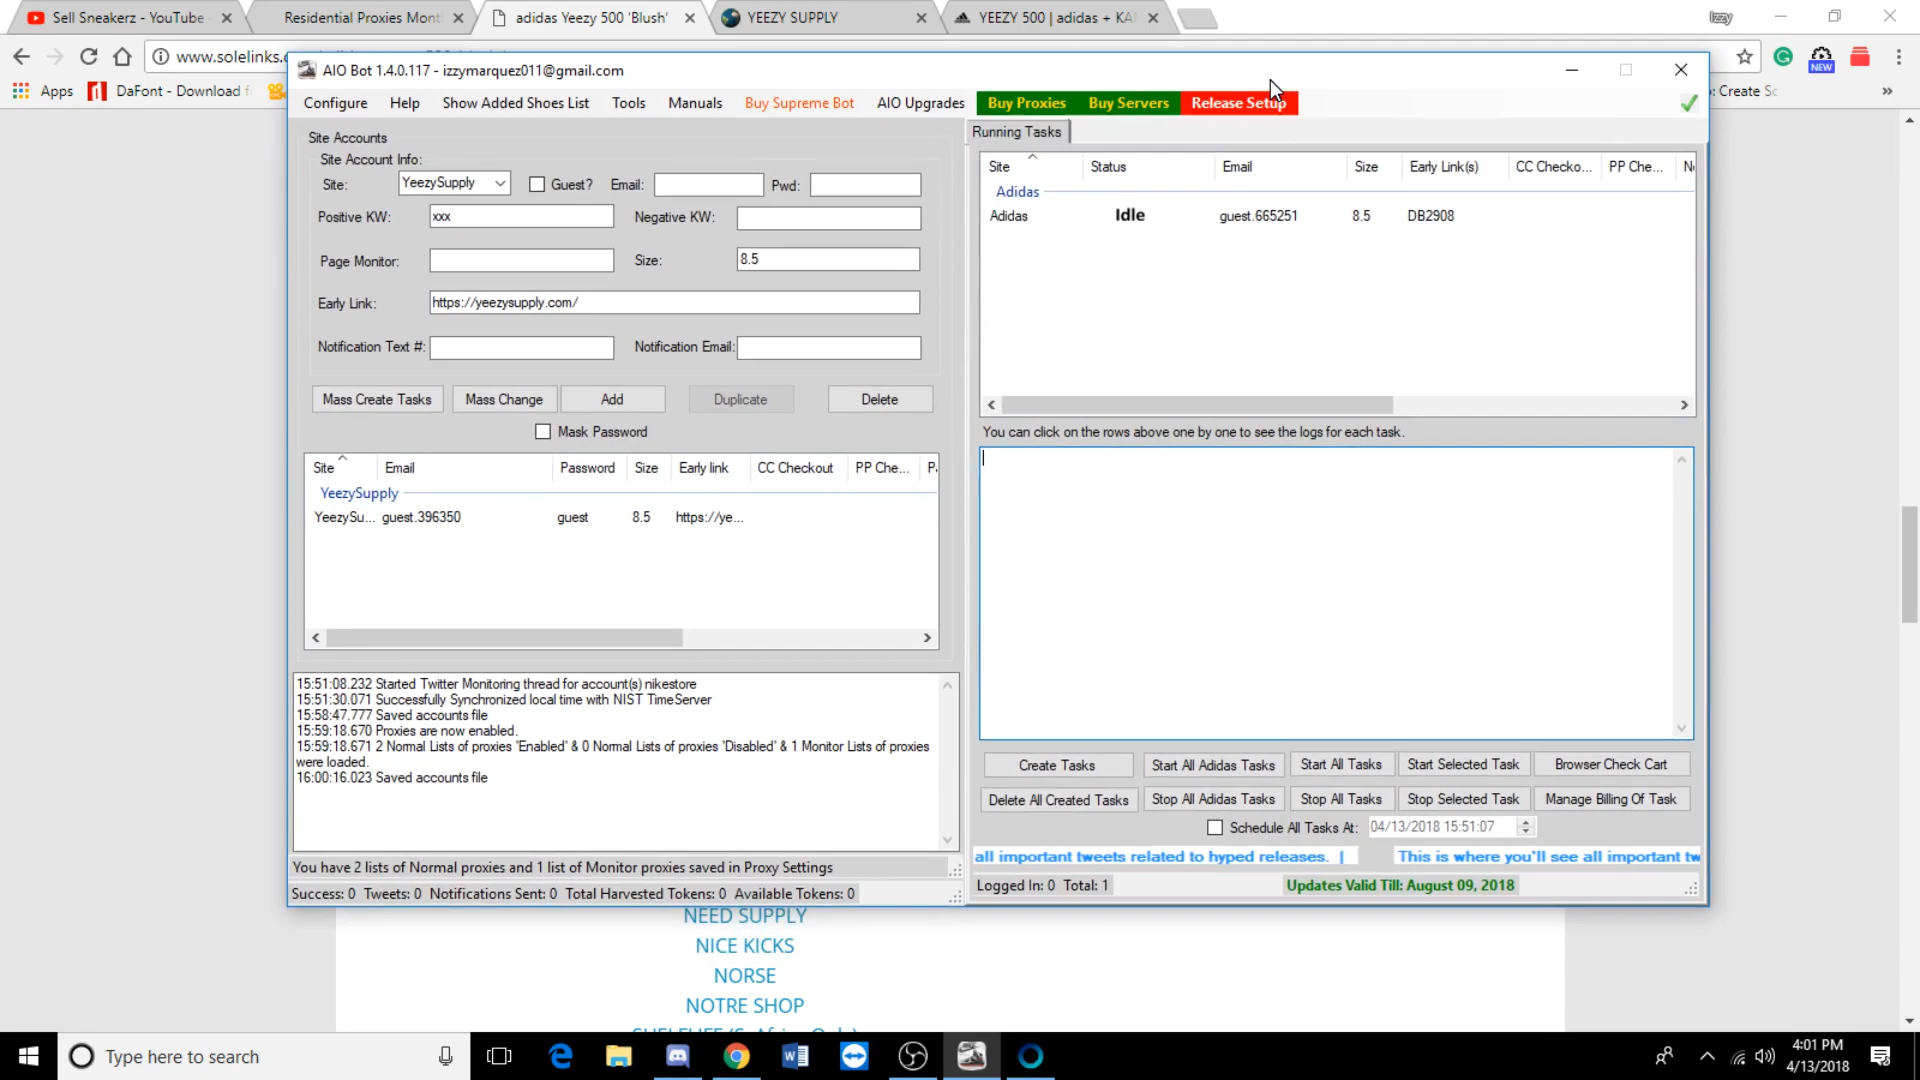 Sell Sneakerz - YouTube
Residential Proxies Mont
adidas Yeezy 500 'Blush'
YEEZY SUPPLY
YEEZY 500 | adidas + KA
Izzy
www.solelinks.c
NEW
Apps
DaFont - Download f
: Create Sc
AIO Bot 1.4.0.117 - izzymarquez011@gmail.com
Configure Help Show Added Shoes List Tools Manuals Buy Supreme Bot AIO Upgrades Buy Proxies Buy Servers Release Setup
Site Accounts
Site Account Info:
Site: YeezySupply Guest? Email: Pwd:
Positive KW: xxx Negative KW:
Page Monitor: Size: 8.5
Early Link: https://yeezysupply.com/
Notification Text #: Notification Email:
Mass Create Tasks Mass Change Add Duplicate Delete
Mask Password
Site Email Password Size Early link CC Checkout PP Che... P
YeezySupply
YeezySu... guest.396350 guest 8.5 https://ye...
15:51:08.232 Started Twitter Monitoring thread for account(s) nikestore
15:51:30.071 Successfully Synchronized local time with NIST TimeServer
15:58:47.777 Saved accounts file
15:59:18.670 Proxies are now enabled.
15:59:18.671 2 Normal Lists of proxies 'Enabled' & 0 Normal Lists of proxies 'Disabled' & 1 Monitor Lists of proxies
were loaded.
16:00:16.023 Saved accounts file
You have 2 lists of Normal proxies and 1 list of Monitor proxies saved in Proxy Settings
Success: 0 Tweets: 0 Notifications Sent: 0 Total Harvested Tokens: 0 Available Tokens: 0
Running Tasks
Site Status Email Size Early Link(s) CC Checko... PP Che... N
Adidas
Adidas Idle guest.665251 8.5 DB2908
You can click on the rows above one by one to see the logs for each task.
Create Tasks Start All Adidas Tasks Start All Tasks Start Selected Task Browser Check Cart
Delete All Created Tasks Stop All Adidas Tasks Stop All Tasks Stop Selected Task Manage Billing Of Task
Schedule All Tasks At: 04/13/2018 15:51:07
all important tweets related to hyped releases. | This is where you'll see all important tw
Logged In: 0 Total: 1 Updates Valid Till: August 09, 2018
NEED SUPPLY
NICE KICKS
NORSE
NOTRE SHOP
Type here to search
4:01 PM
4/13/2018